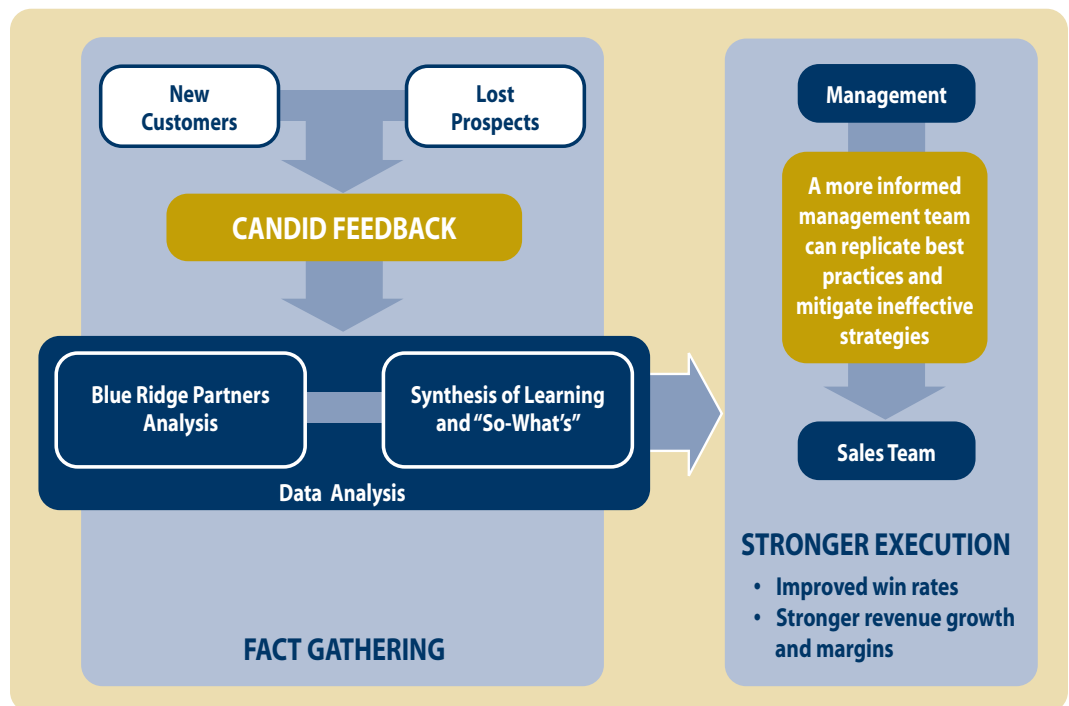 New
Customers
Lost
Prospects
CANDID FEEDBACK
Blue Ridge Partners
Analysis
Synthesis of Learning
and “So-What’s”
Data Analysis
FACT GATHERING
Management
A more informed
management team
can replicate best
practices and
mitigate ineffective
strategies
Sales Team
STRONGER EXECUTION
• Improved win rates
• Stronger revenue growth
and margins